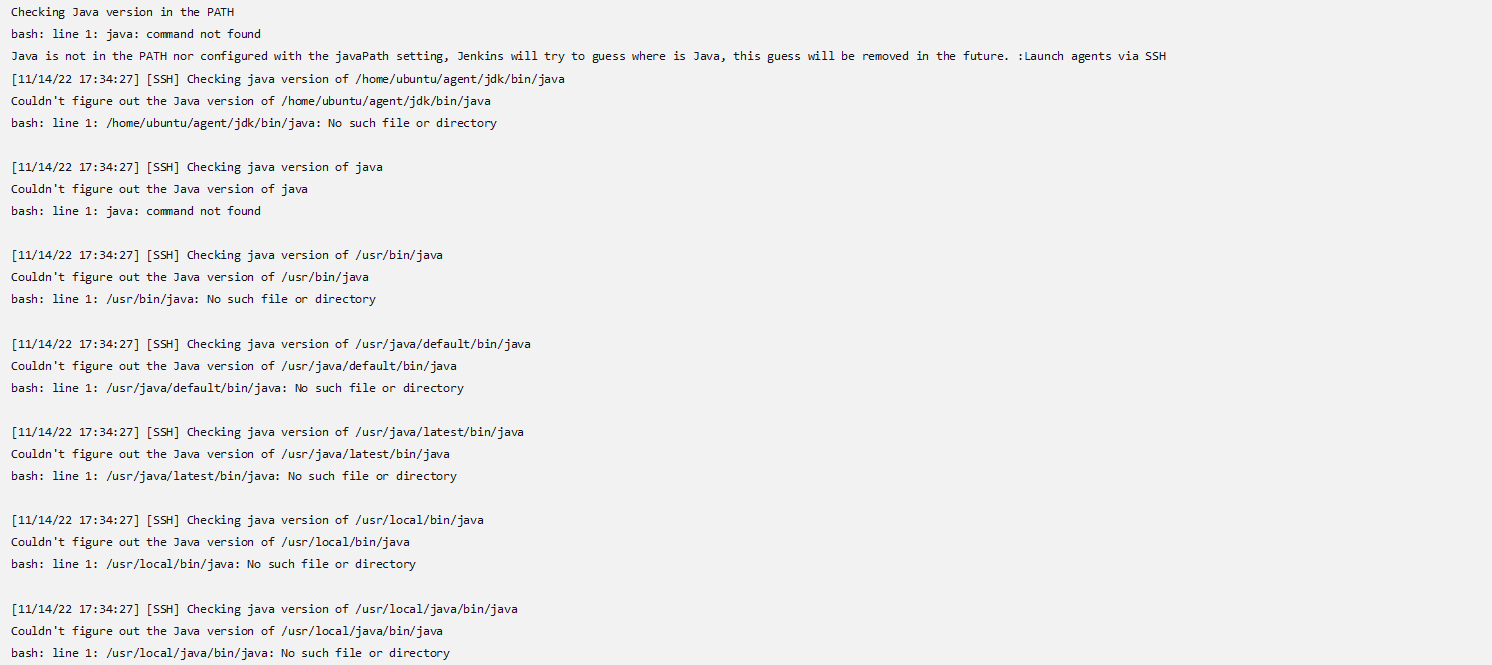 Checking Java version in the PATH
bash: line 1: java: command not found
Java is not in the PATH nor configured with the javaPath setting, Jenkins will try to guess where is Java, this guess will be removed in the future. :Launch agents via SSH
[11/14/22 17:34:27] [SSH] Checking java version of /home/ubuntu/agent/jdk/bin/java
Couldn't figure out the Java version of /home/ubuntu/agent/jdk/bin/java
bash: line 1: /home/ubuntu/agent/jdk/bin/java: No such file or directory
[11/14/22 17:34:27] [SSH] Checking java version of java
Couldn't figure out the Java version of java
bash: line 1: java: command not found
[11/14/22 17:34:27] [SSH] Checking java version of /usr/bin/java
Couldn't figure out the Java version of /usr/bin/java
bash: line 1: /usr/bin/java: No such file or directory
[11/14/22 17:34:27] [SSH] Checking java version of /usr/java/default/bin/java
Couldn't figure out the Java version of /usr/java/default/bin/java
bash: line 1: /usr/java/default/bin/java: No such file or directory
[11/14/22 17:34:27] [SSH] Checking java version of /usr/java/latest/bin/java
Couldn't figure out the Java version of /usr/java/latest/bin/java
bash: line 1: /usr/java/latest/bin/java: No such file or directory
[11/14/22 17:34:27] [SSH] Checking java version of /usr/local/bin/java
Couldn't figure out the Java version of /usr/local/bin/java
bash: line 1: /usr/local/bin/java: No such file or directory
[11/14/22 17:34:27] [SSH] Checking java version of /usr/local/java/bin/java
Couldn't figure out the Java version of /usr/local/java/bin/java
bash: line 1: /usr/local/java/bin/java: No such file or directory